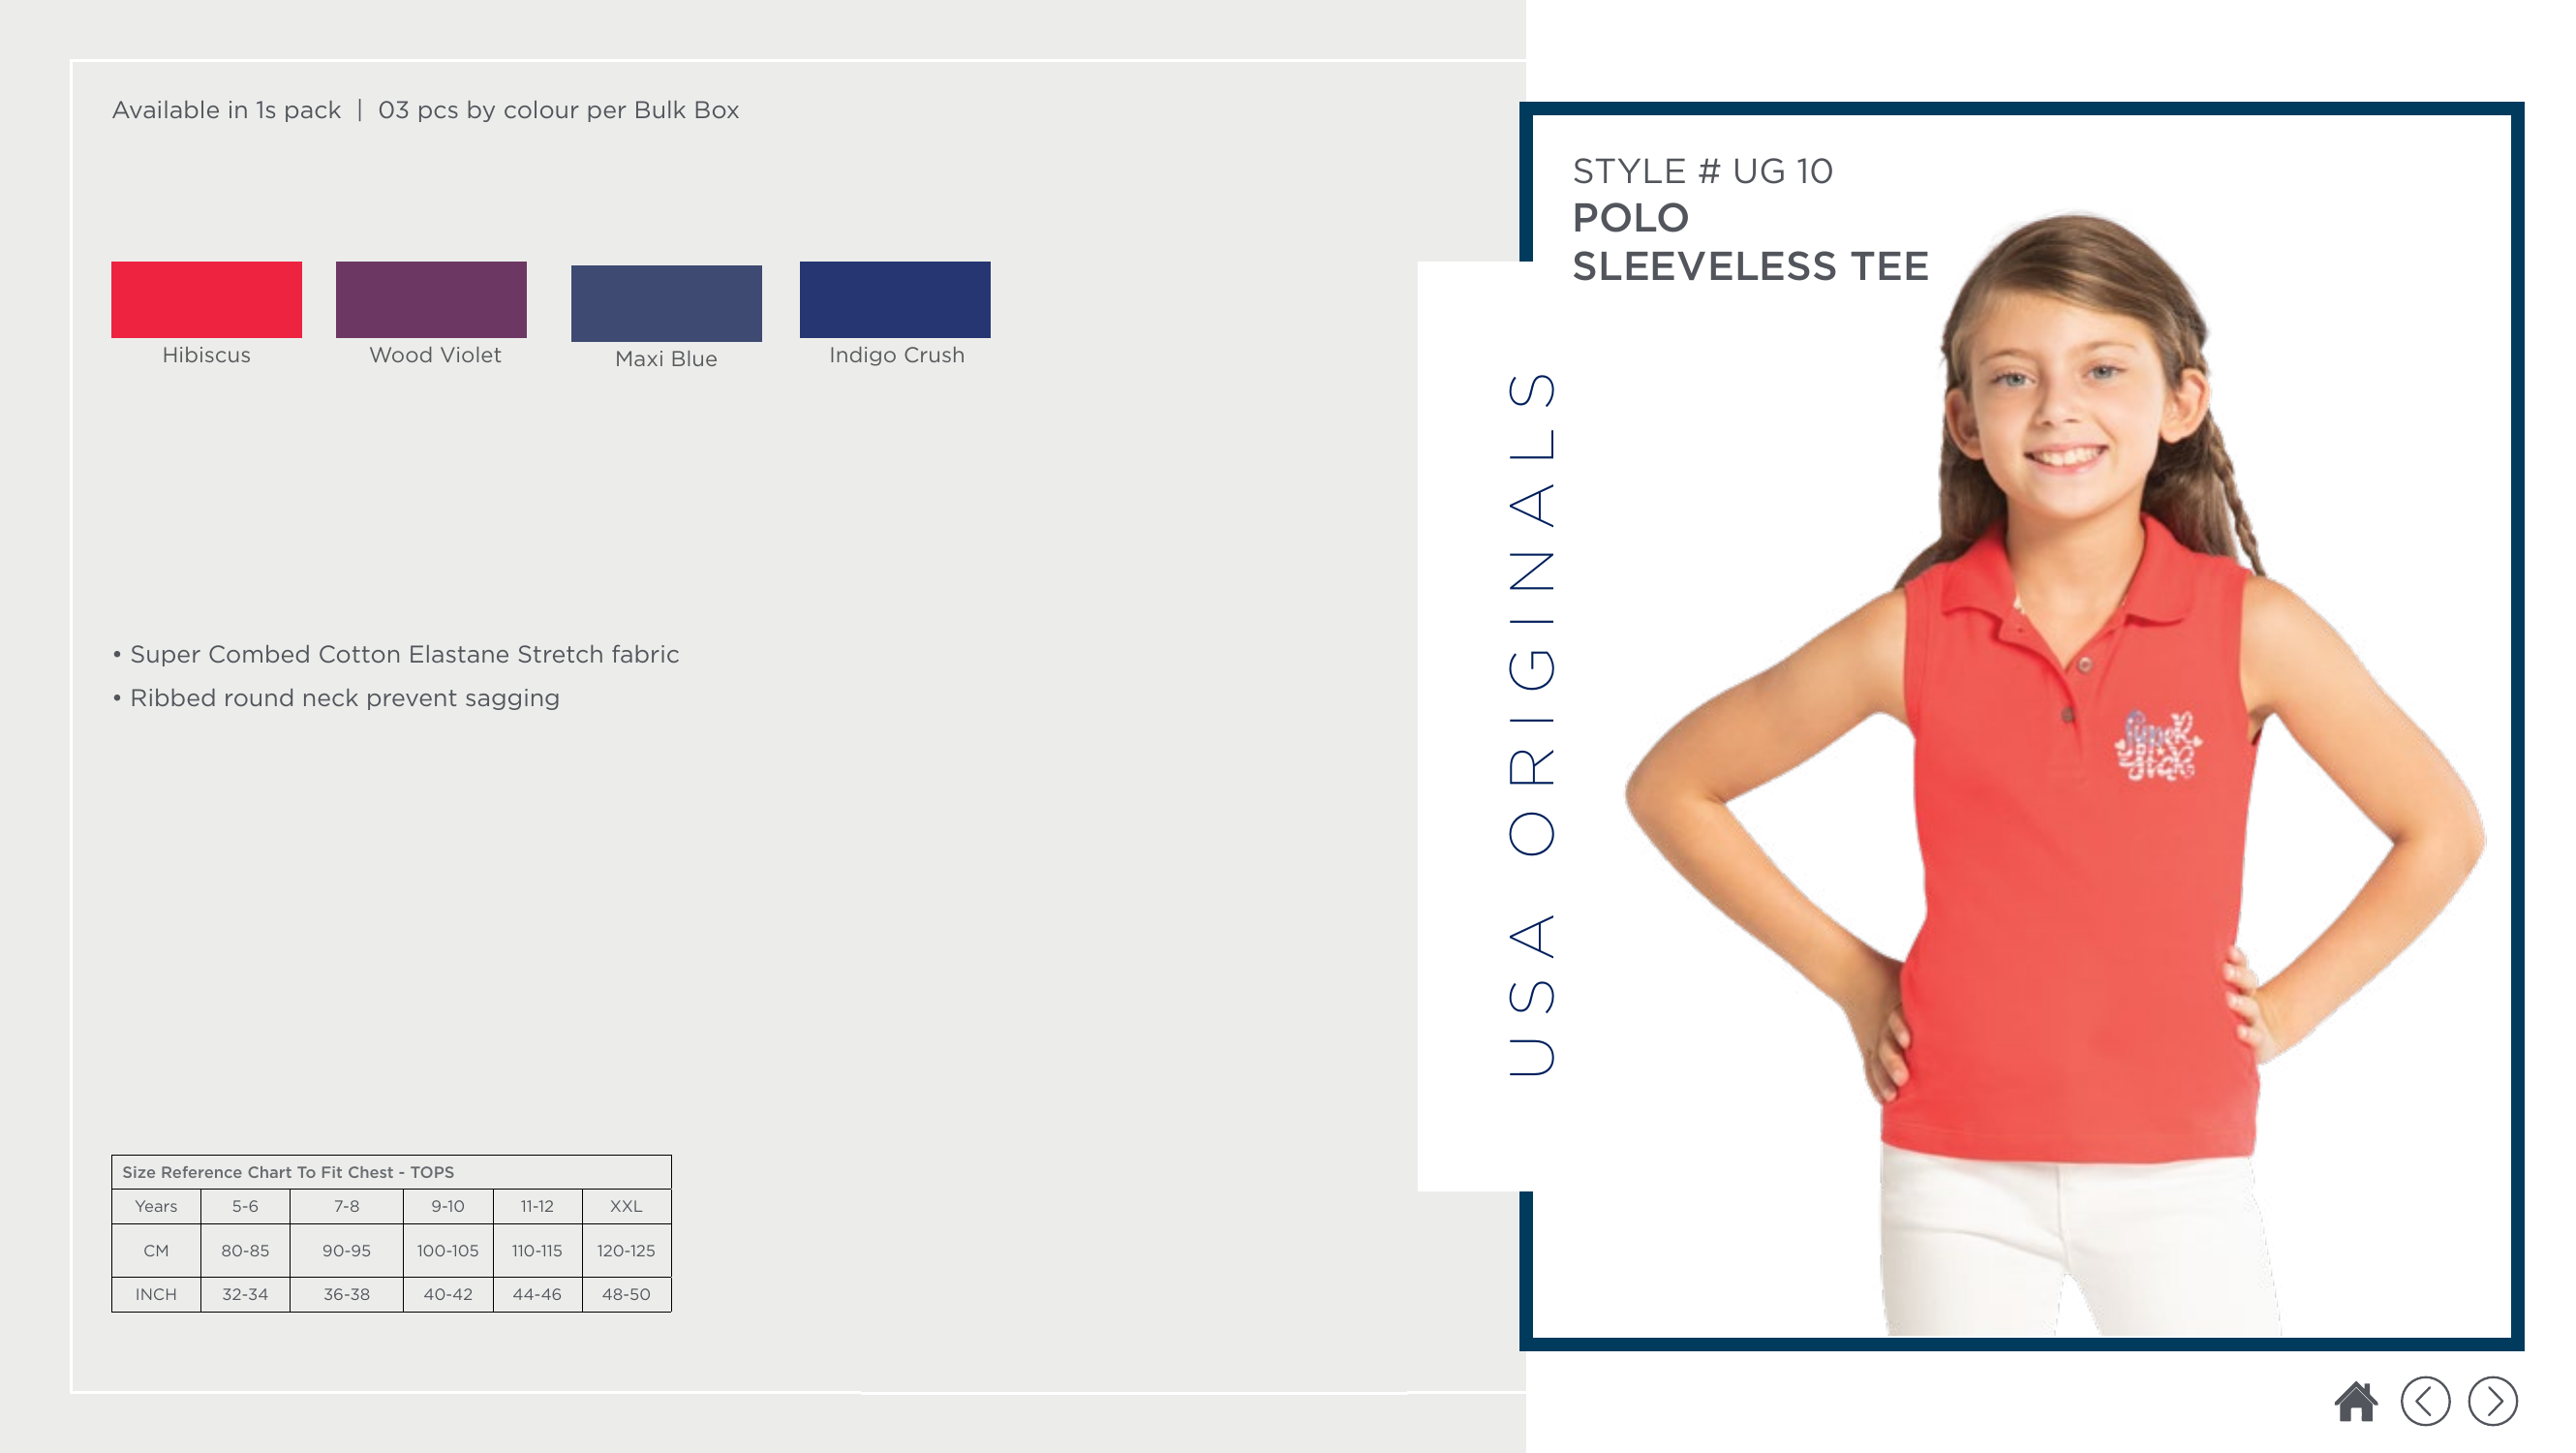 Available in 1s pack | 03 pcs by colour per Bulk Box
Hibiscus
Wood Violet
Maxi Blue
Indigo Crush
• Super Combed Cotton Elastane Stretch fabric
• Ribbed round neck prevent sagging
Size Reference Chart To Fit Chest - TOPS
Years 5-6 7-8 9-10 11-12 XXL
CM 80-85 90-95 100-105 110-115 120-125
INCH 32-34 36-38 40-42 44-46 48-50
USA ORIGINALS
STYLE # UG 10
POLO
SLEEVELESS TEE